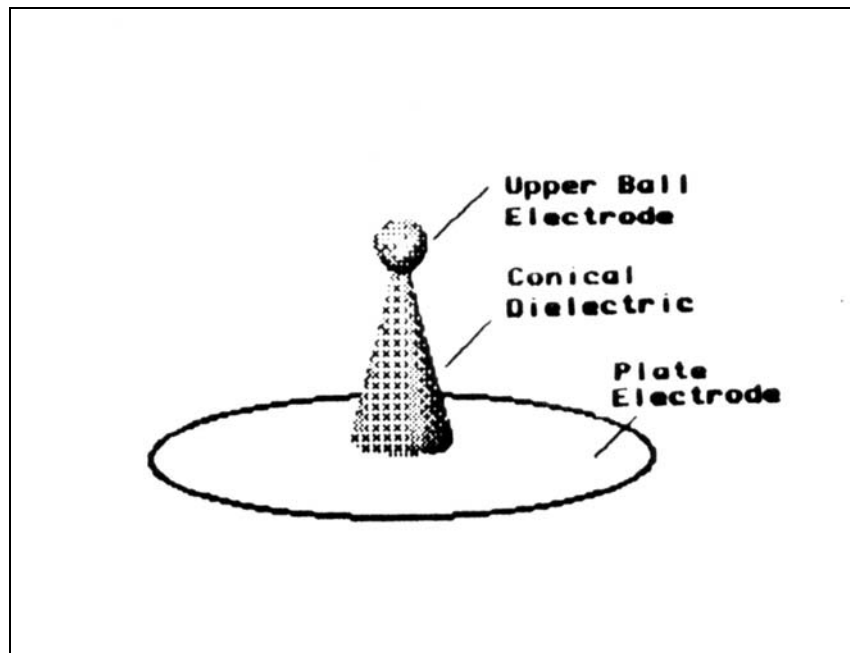 Upper Ball
Electrode
Conical
Dielectric
Plate
Electrode